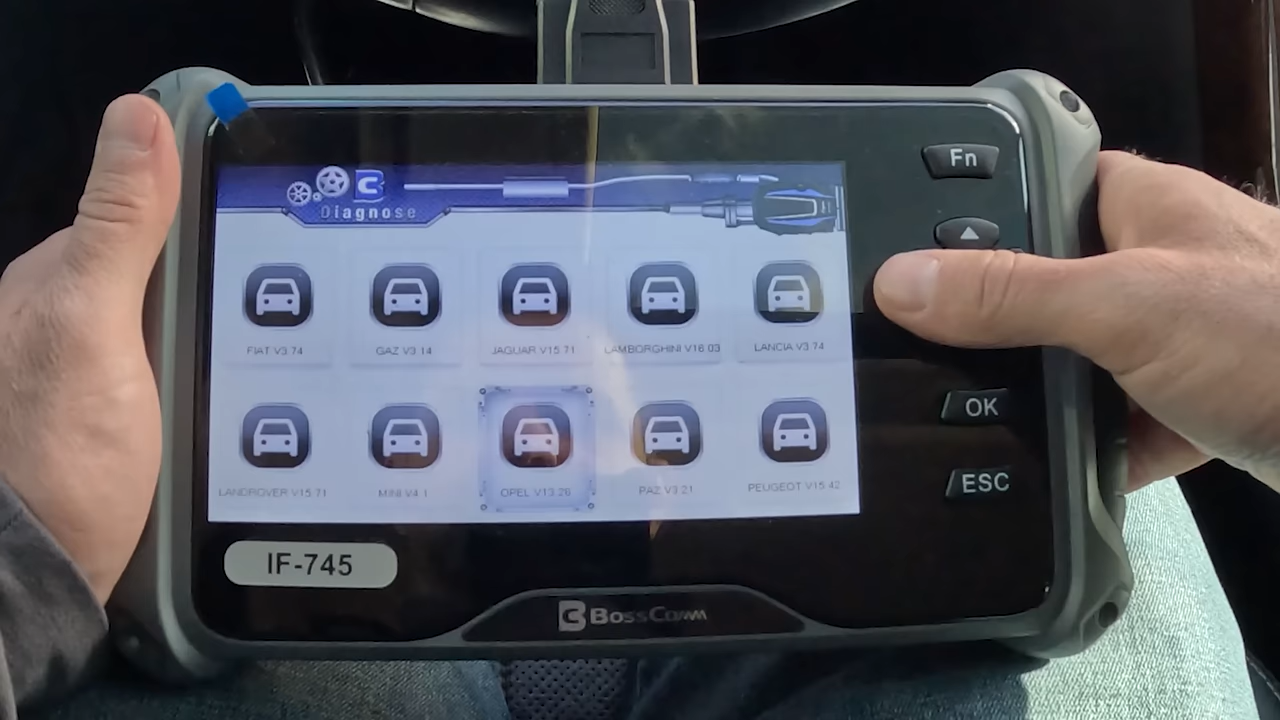 Fn
Diagnose
FIAT V3.74
GAZ V3.14
JAGUAR V15.71
LAMBORGHINI V16.03
LANCIA V3.74
OK
LANDROVER V15.71
MINI V4.1
OPEL V13.20
PAZ V3.21
PEUGEOT V15.42
ESC
IF-745
BossComm